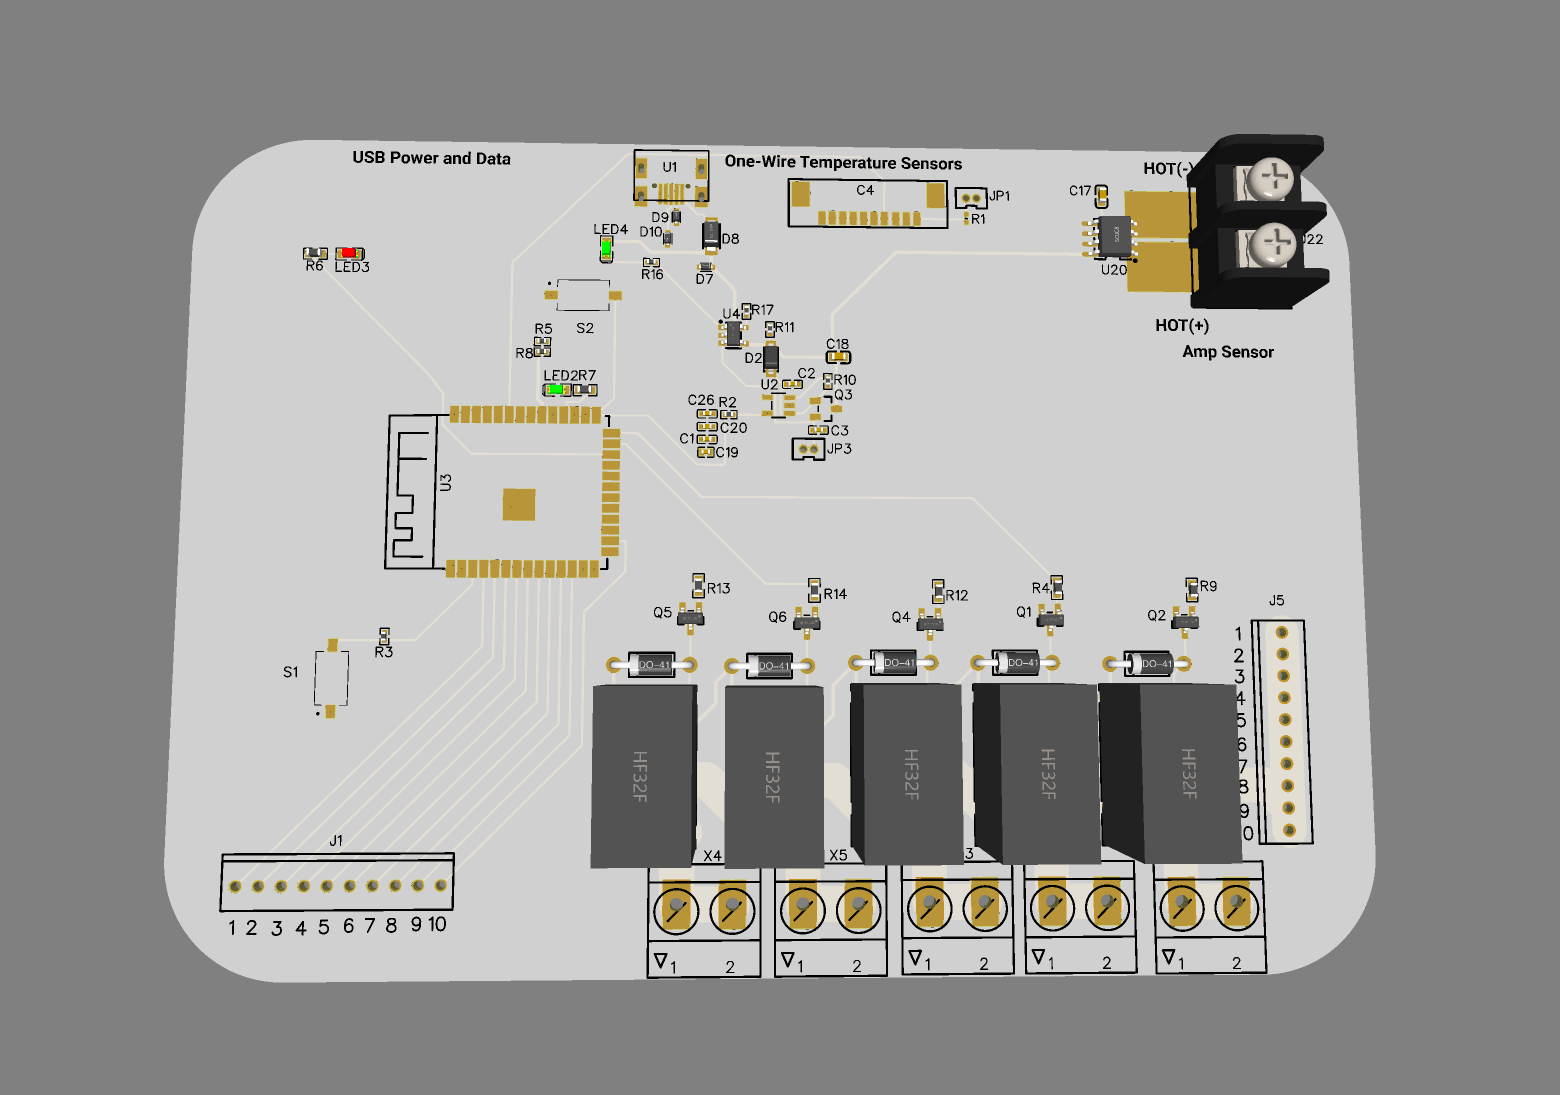 USB Power and Data
U1
One-Wire Temperature Sensors
HOT(-)
C4
JP1
C17
R1
D9
D10
LED4
D8
U20
R6
LED3
R16
D7
HOT(+)
Amp Sensor
S2
U4
R17
R11
R5
R8
D2
C18
LED2
R7
U2
C2
R10
Q3
C26
R2
C20
C3
C1
C19
JP3
U3
R13
R14
R12
R4
R9
Q5
Q6
Q4
Q1
Q2
J5
1
2
3
4
5
6
7
8
9
0
R3
S1
DO-41
DO-41
DO-41
DO-41
DO-41
HF32F
HF32F
HF32F
HF32F
HF32F
J1
1 2 3 4 5 6 7 8 9 10
X4
X5
3
1 2
1 2
1 2
1 2
1 2